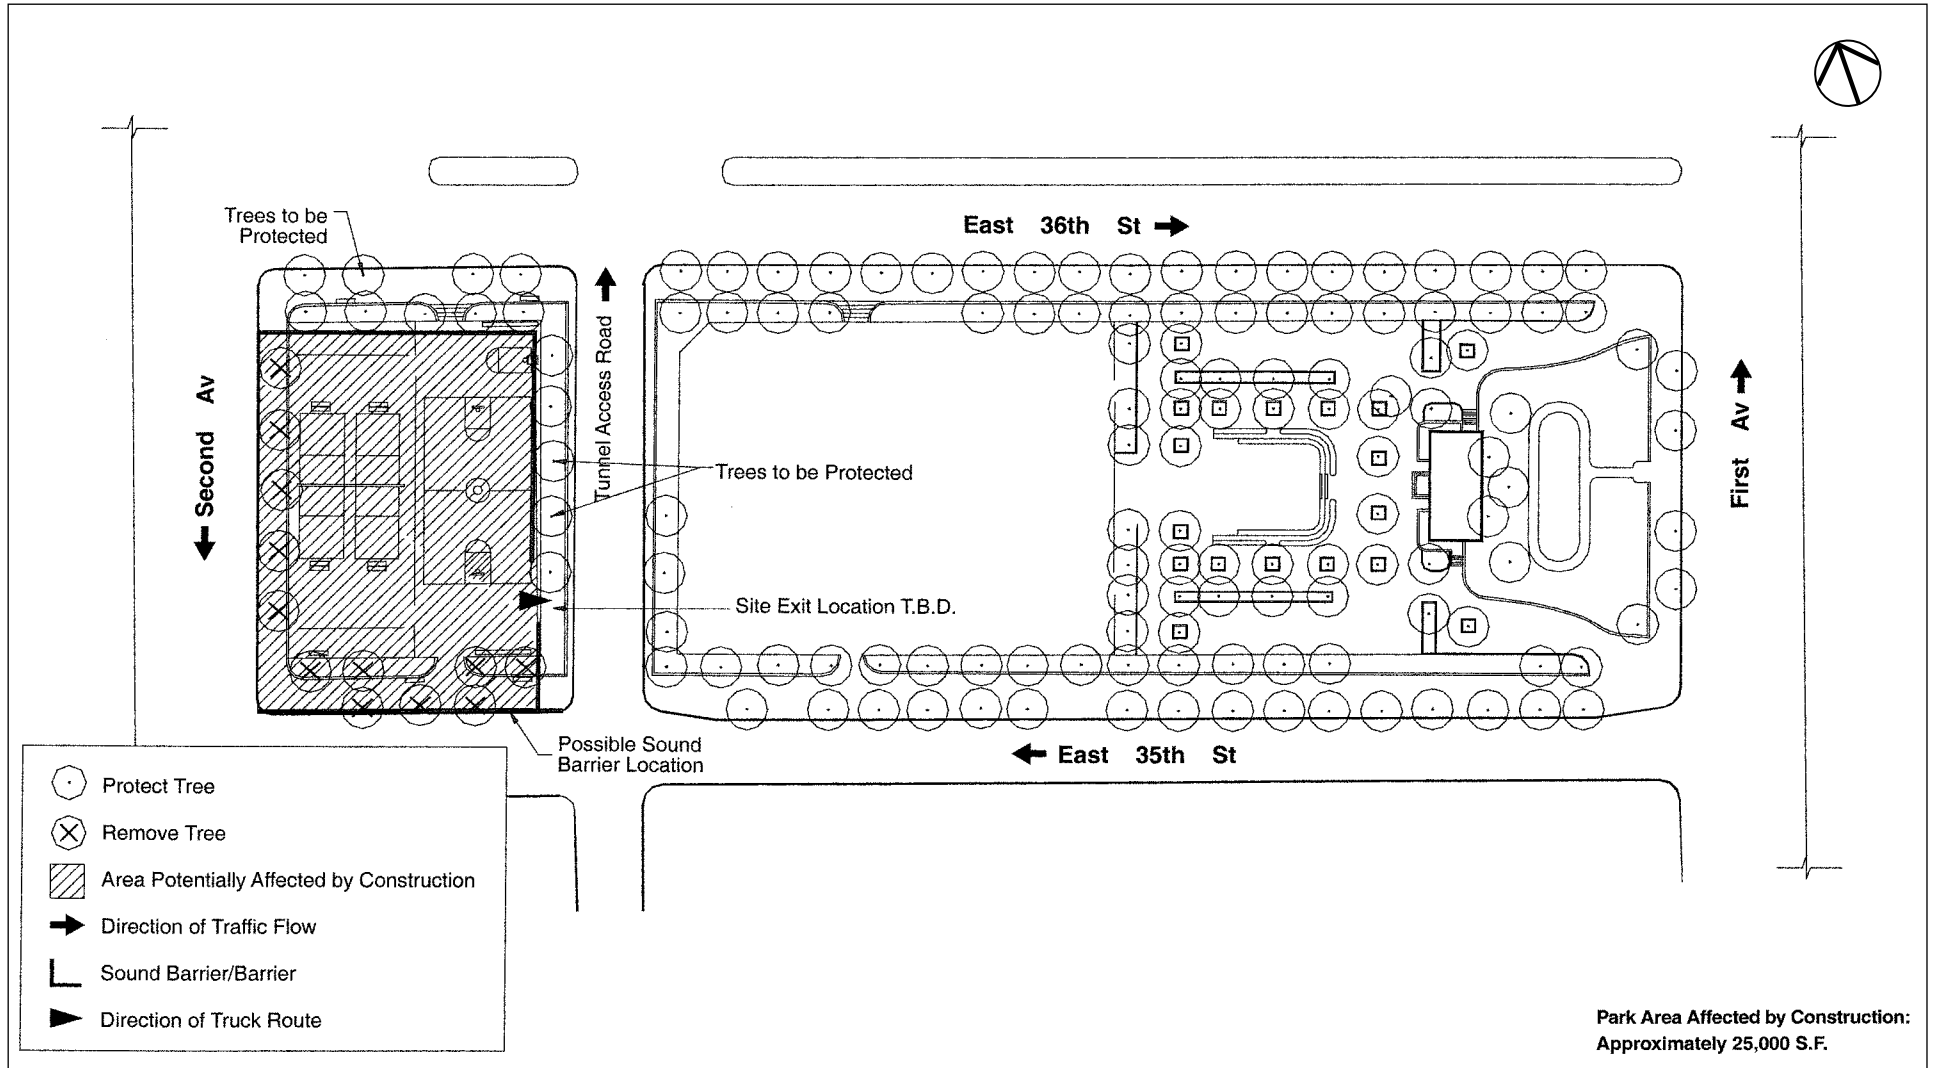 Trees to be
Protected
East 36th St
Second Av
Tunnel Access Road
First Av
Trees to be Protected
Site Exit Location T.B.D.
Possible Sound
Barrier Location
East 35th St
Protect Tree
Remove Tree
Area Potentially Affected by Construction
Direction of Traffic Flow
Sound Barrier/Barrier
Direction of Truck Route
Park Area Affected by Construction:
Approximately 25,000 S.F.